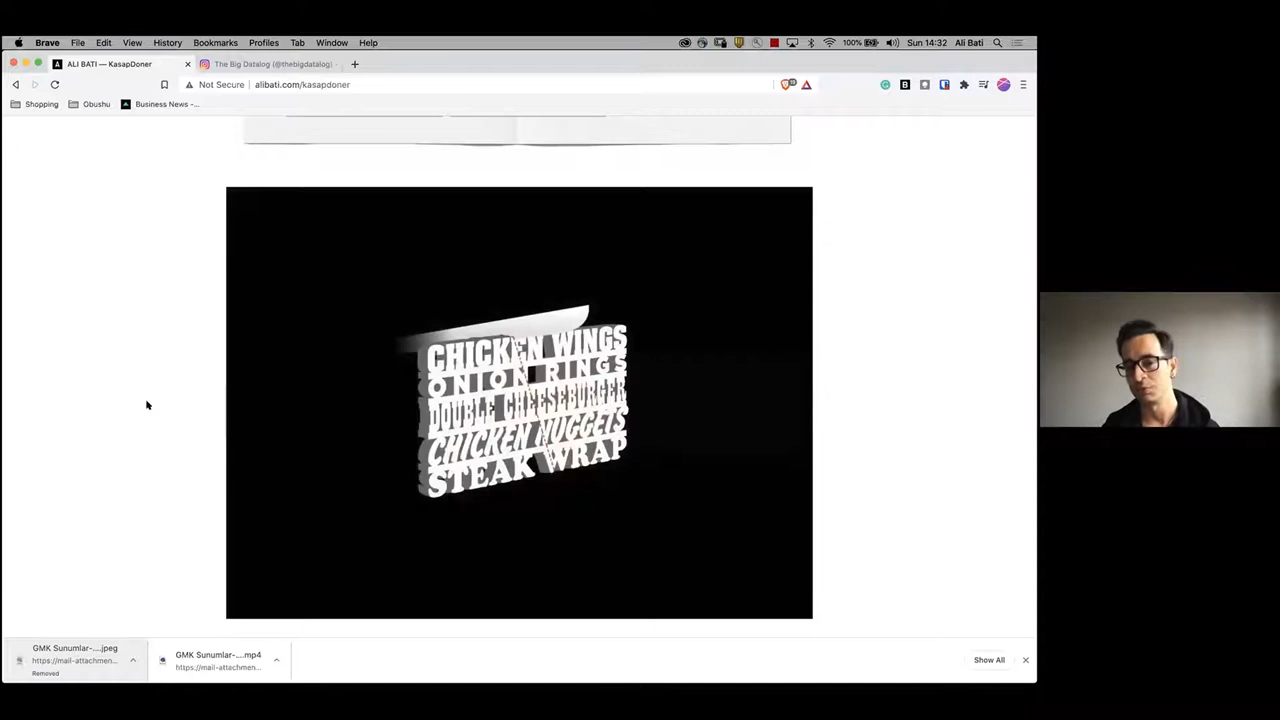 Brave File Edit View History Bookmarks Profiles Tab Window Help 100% Sun 14:32 Ali Bati
ALI BATI — KasapDoner The Big Datalog (@thebigdatalog)
Not Secure alibati.com/kasapdoner
Shopping Obushu Business News -...
CHICKEN WINGS
ONION RINGS
DOUBLE CHEESEBURGER
CHICKEN NUGGETS
STEAK WRAP
GMK Sunumlar-....jpeg
https://mail-attachmen...
Removed
GMK Sunumlar-....mp4
https://mail-attachmen...
Show All